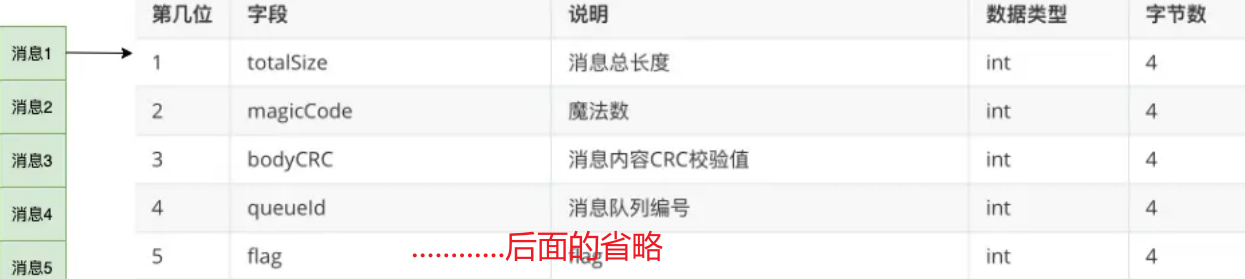 第几位 字段 说明 数据类型 字节数
消息1 1 totalSize 消息总长度 int 4
消息2 2 magicCode 魔法数 int 4
消息3 3 bodyCRC 消息内容CRC校验值 int 4
消息4 4 queueId 消息队列编号 int 4
消息5 5 flag flag int 4
............后面的省略